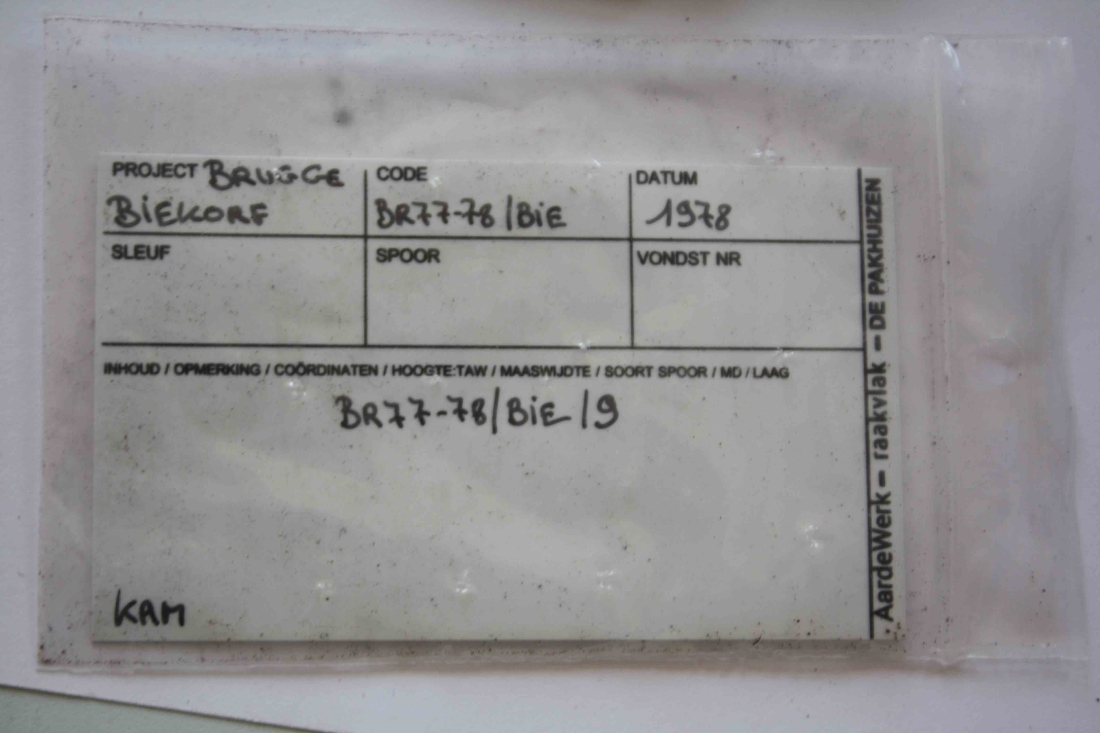 PROJECT BRUGGE
BIEKORF
CODE
BR77-78/BIE
DATUM
1978
SLEUF
SPOOR
VONDST NR
INHOUD / OPMERKING / COÖRDINATEN / HOOGTE:TAW / MAASWIJDTE / SOORT SPOOR / MD / LAAG
BR77-78/BIE/9
KAM
AardeWerk – raakvlak – DE PAKHUIZEN